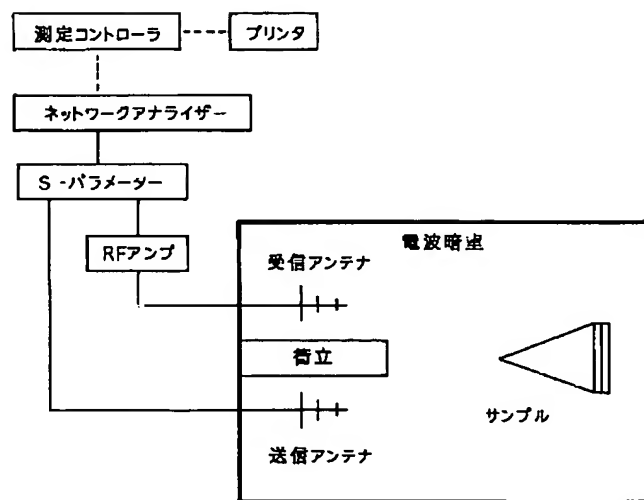 測定コントローラ
プリンタ
ネットワークアナライザー
S-パラメーター
RFアンプ
電波暗室
受信アンテナ
衝立
サンプル
送信アンテナ